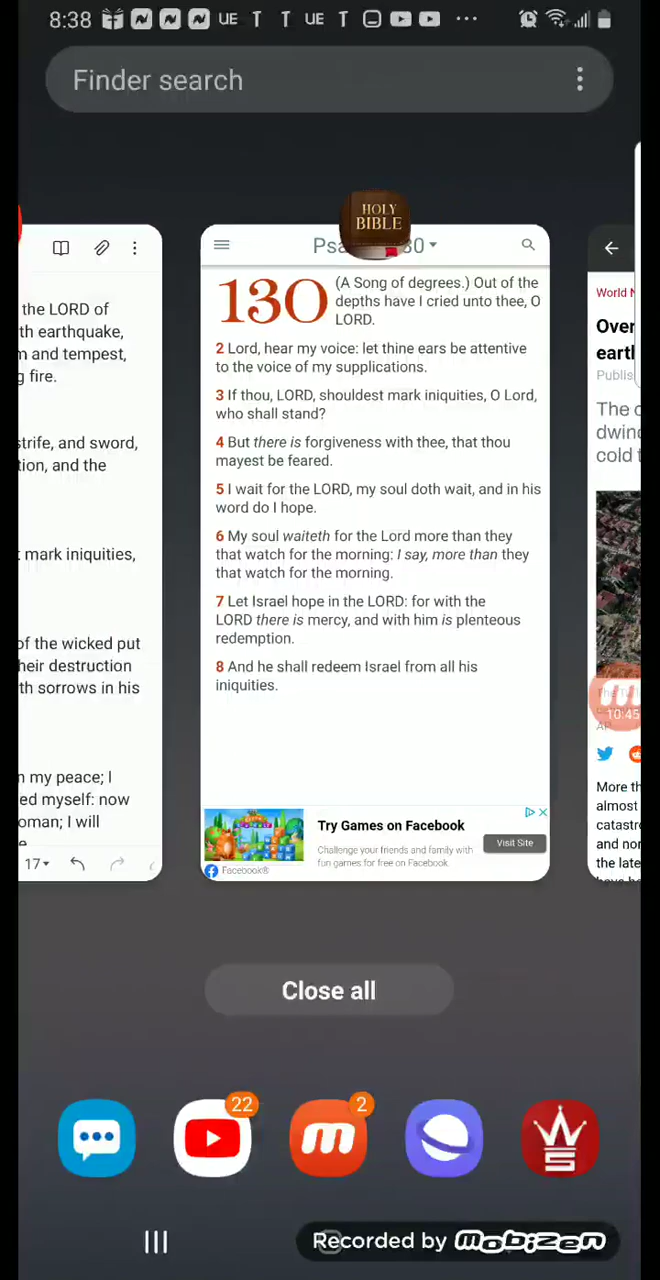 8:38 UE T T UE T
Finder search
HOLY
BIBLE
the LORD of
th earthquake,
and tempest,
fire.
strife, and sword,
tion, and the
mark iniquities,
of the wicked put
heir destruction
th sorrows in his
my peace; I
ed myself: now
oman; I will
17
130
(A Song of degrees.) Out of the
depths have I cried unto thee, O
LORD.
2 Lord, hear my voice: let thine ears be attentive
to the voice of my supplications.
3 If thou, LORD, shouldest mark iniquities, O Lord,
who shall stand?
4 But there is forgiveness with thee, that thou
mayest be feared.
5 I wait for the LORD, my soul doth wait, and in his
word do I hope.
6 My soul waiteth for the Lord more than they
that watch for the morning: I say, more than they
that watch for the morning.
7 Let Israel hope in the LORD: for with the
LORD there is mercy, and with him is plenteous
redemption.
8 And he shall redeem Israel from all his
iniquities.
Try Games on Facebook
Challenge your friends and family with
fun games for free on Facebook.
Visit Site
Facebook®
World
Over
eart
Publis
The
dwin
cold
10:45
More th
almost
catastr
and nor
the late
Close all
22
2
Recorded by mobizen